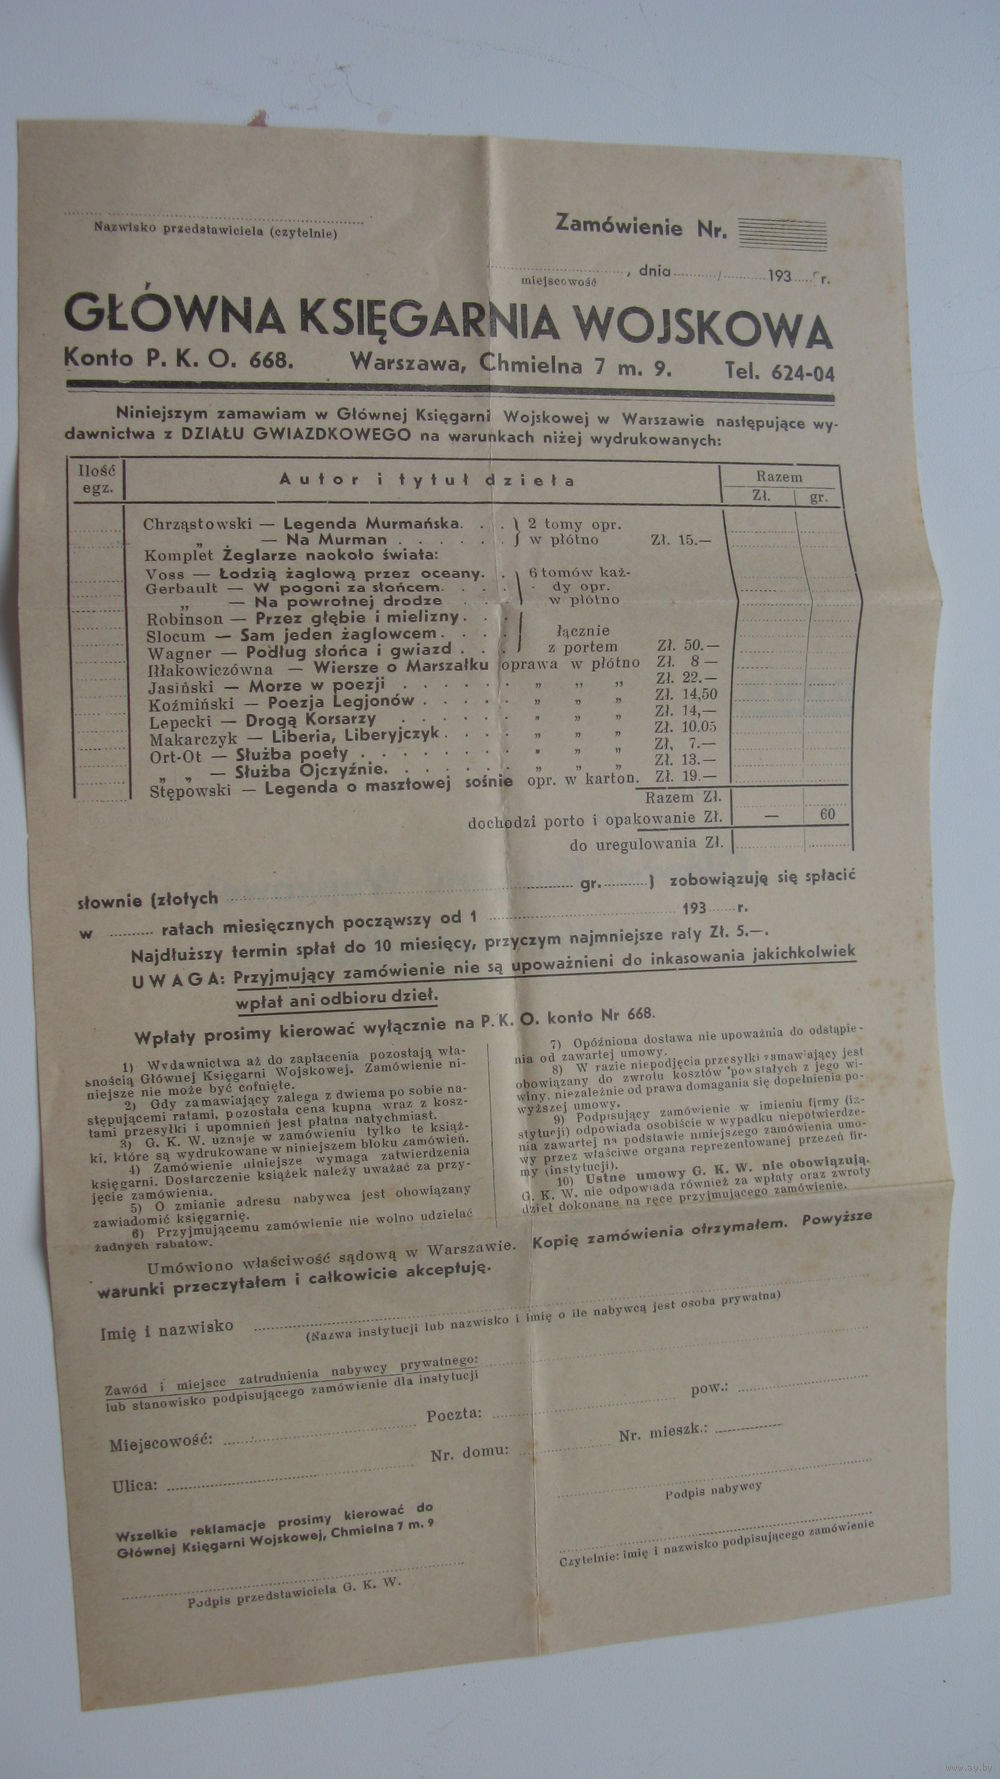 Nazwisko przedstawiciela (czytelnie)
Zamówienie Nr.
miejscowość , dnia 193 r.
GŁÓWNA KSIĘGARNIA WOJSKOWA
Konto P. K. O. 668. Warszawa, Chmielna 7 m. 9. Tel. 624-04
Niniejszym zamawiam w Głównej Księgarni Wojskowej w Warszawie następujące wy-
dawnictwa z DZIAŁU GWIAZDKOWEGO na warunkach niżej wydrukowanych:
Ilość egz. Autor i tytuł dzieła Razem
Zł. gr.
Chrząstowski — Legenda Murmańska. . . 2 tomy opr.
„ — Na Murman . . . . . . w płótno Zł. 15.—
Komplet Żeglarze naokoło świata:
Voss — Łodzią żaglową przez oceany. . 6 tomów każ-
Gerbault — W pogoni za słońcem. . . . dy opr.
„ — Na powrotnej drodze . . . w płótno
Robinson — Przez głębie i mielizny. . .
Slocum — Sam jeden żaglowcem. . . . łącznie
Wagner — Podług słońca i gwiazd . . . z portem Zł. 50.—
Iłłakowiczówna — Wiersze o Marszałku oprawa w płótno Zł. 8 —
Jasiński — Morze w poezji . . . . . . „ „ „ Zł. 22.—
Koźmiński — Poezja Legjonów . . . . . „ „ „ Zł. 14,50
Lepecki — Drogą Korsarzy . . . . . . „ „ „ Zł. 14,—
Makarczyk — Liberia, Liberyjczyk . . . . „ „ „ Zł. 10.05
Ort-Ot — Służba poety . . . . . . . . „ „ „ Zł, 7.—
„ „ — Służba Ojczyźnie. . . . . . . „ „ „ Zł. 13.—
Stępowski — Legenda o masztowej sośnie opr. w karton. Zł. 19.—
Razem Zł.
dochodzi porto i opakowanie Zł. — 60
do uregulowania Zł.
słownie (złotych gr. ) zobowiązuję się spłacić
w ratach miesięcznych począwszy od 1 193 r.
Najdłuższy termin spłat do 10 miesięcy, przyczym najmniejsze raty Zł. 5.—.
UWAGA: Przyjmujący zamówienie nie są upoważnieni do inkasowania jakichkolwiek
wpłat ani odbioru dzieł.
Wpłaty prosimy kierować wyłącznie na P. K. O. konto Nr 668.
1) Wydawnictwa aż do zapłacenia pozostają wła-
snością Głównej Księgarni Wojskowej. Zamówienie ni-
niejsze nie może być cofnięte.
2) Gdy zamawiający zalega z dwiema po sobie na-
stępującemi ratami, pozostała cena kupna wraz z kosz-
tami przesyłki i upomnień jest płatna natychmiast.
3) G. K. W. uznaje w zamówieniu tylko te książ-
ki, które są wydrukowane w niniejszem bloku zamówień.
4) Zamówienie niniejsze wymaga zatwierdzenia
księgarni. Dostarczenie książek należy uważać za przy-
jęcie zamówienia.
5) O zmianie adresu nabywca jest obowiązany
zawiadomić księgarnię.
6) Przyjmującemu zamówienie nie wolno udzielać
żadnych rabatów.
7) Opóźniona dostawa nie upoważnia do odstąpie-
nia od zawartej umowy.
8) W razie niepodjęcia przesyłki zamawiający jest
obowiązany do zwrotu kosztów powstałych z jego wi-
winy, niezależnie od prawa domagania się dopełnienia po-
wyższej umowy.
9) Podpisujący zamówienie w imieniu firmy (in-
stytucji) odpowiada osobiście w wypadku niepotwierdze-
nia zawartej na podstawie niniejszego zamówienia umo-
wy przez właściwe organa reprezentowanej przezeń fir-
my (instytucji).
10) Ustne umowy G. K. W. nie obowiązują.
G. K. W. nie odpowiada również za wpłaty oraz zwroty
dzieł dokonane na ręce przyjmującego zamówienie.
Umówiono właściwość sądową w Warszawie. Kopię zamówienia otrzymałem. Powyższe
warunki przeczytałem i całkowicie akceptuję.
Imię i nazwisko
(Nazwa instytucji lub nazwisko i imię o ile nabywcą jest osoba prywatna)
Zawód i miejsce zatrudnienia nabywcy prywatnego:
lub stanowisko podpisującego zamówienie dla instytucji
Miejscowość: Poczta: pow.:
Ulica: Nr. domu: Nr. mieszk.:
Podpis nabywcy
Wszelkie reklamacje prosimy kierować do
Głównej Księgarni Wojskowej, Chmielna 7 m. 9
Czytelnie: imię i nazwisko podpisującego zamówienie
Podpis przedstawiciela G. K. W.
www.ay.by